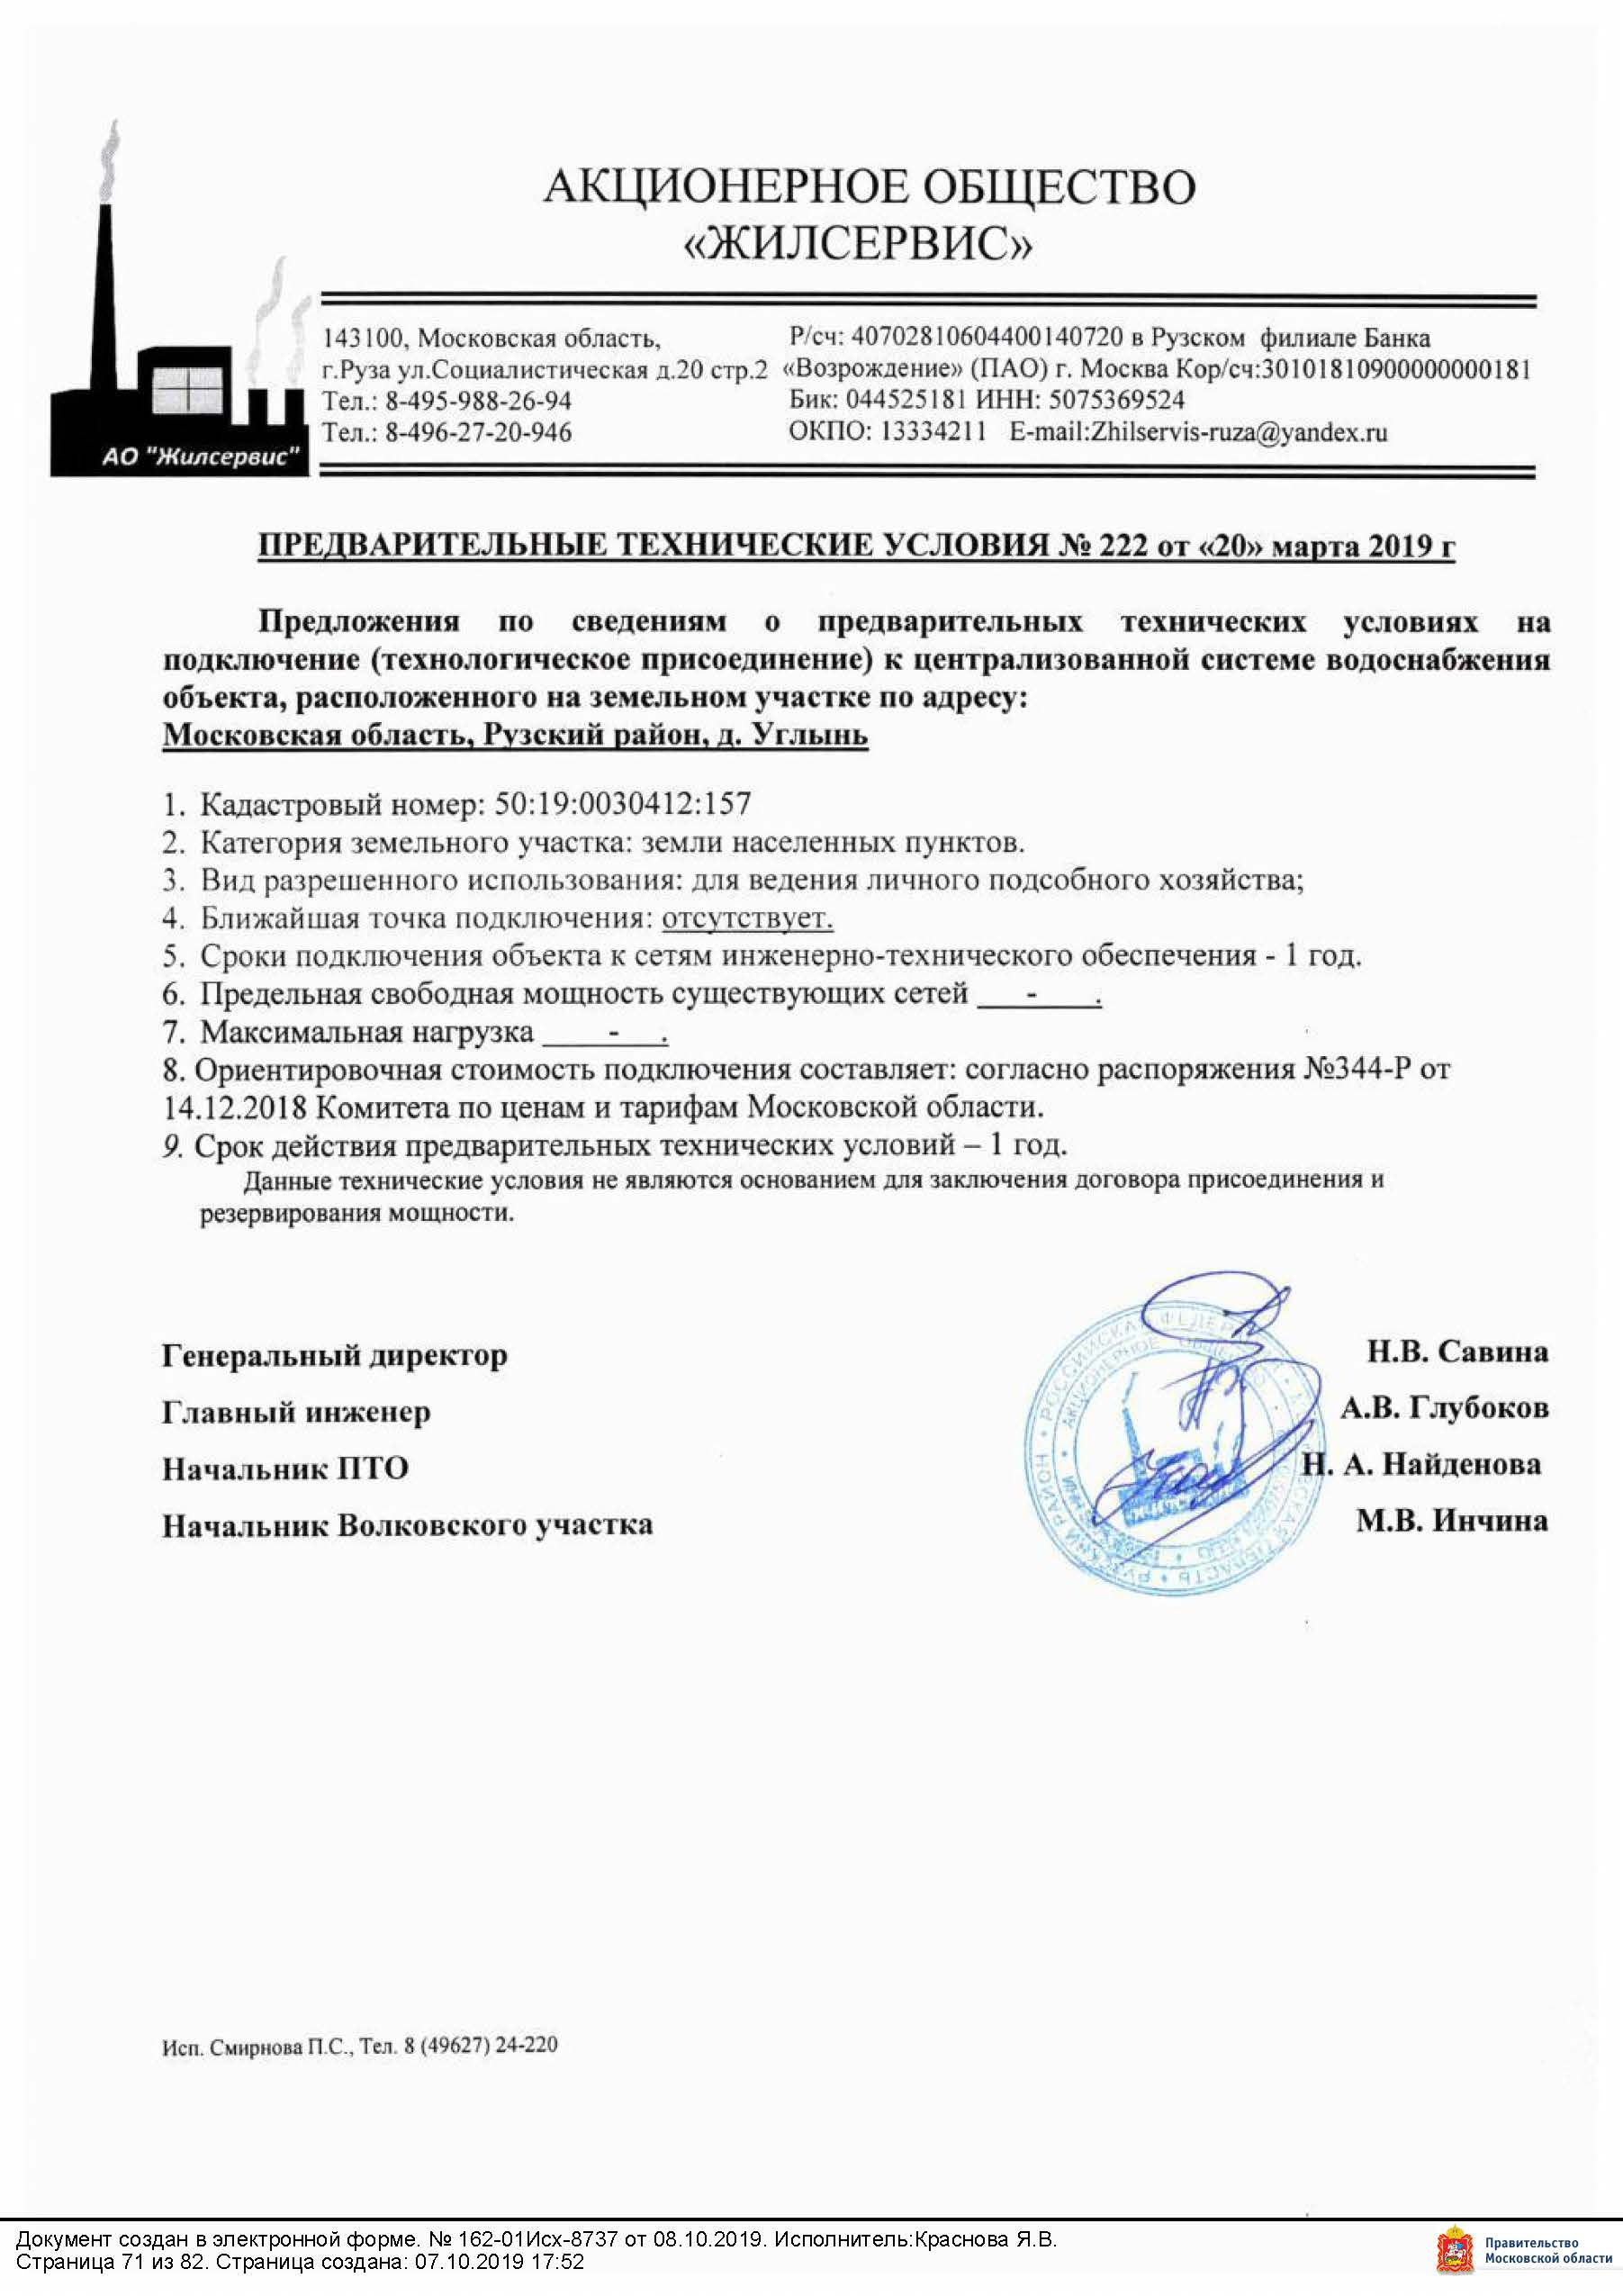 АКЦИОНЕРНОЕ ОБЩЕСТВО
«ЖИЛСЕРВИС»
АО "Жилсервис"
143100, Московская область,
г.Руза ул.Социалистическая д.20 стр.2
Тел.: 8-495-988-26-94
Тел.: 8-496-27-20-946
Р/сч: 40702810604400140720 в Рузском филиале Банка
«Возрождение» (ПАО) г. Москва Кор/сч:30101810900000000181
Бик: 044525181 ИНН: 5075369524
ОКПО: 13334211 E-mail:Zhilservis-ruza@yandex.ru
ПРЕДВАРИТЕЛЬНЫЕ ТЕХНИЧЕСКИЕ УСЛОВИЯ № 222 от «20» марта 2019 г
Предложения по сведениям о предварительных технических условиях на
подключение (технологическое присоединение) к централизованной системе водоснабжения
объекта, расположенного на земельном участке по адресу:
Московская область, Рузский район, д. Углынь
1. Кадастровый номер: 50:19:0030412:157
2. Категория земельного участка: земли населенных пунктов.
3. Вид разрешенного использования: для ведения личного подсобного хозяйства;
4. Ближайшая точка подключения: отсутствует.
5. Сроки подключения объекта к сетям инженерно-технического обеспечения - 1 год.
6. Предельная свободная мощность существующих сетей ___-____.
7. Максимальная нагрузка ____-___.
8. Ориентировочная стоимость подключения составляет: согласно распоряжения №344-Р от
14.12.2018 Комитета по ценам и тарифам Московской области.
9. Срок действия предварительных технических условий – 1 год.
Данные технические условия не являются основанием для заключения договора присоединения и
резервирования мощности.
Генеральный директор Н.В. Савина
Главный инженер А.В. Глубоков
Начальник ПТО Н. А. Найденова
Начальник Волковского участка М.В. Инчина
РОССИЙСКАЯ ФЕДЕРАЦИЯ
АКЦИОНЕРНОЕ ОБЩЕСТВО
РУЗСКИЙ РАЙОН
Исп. Смирнова П.С., Тел. 8 (49627) 24-220
Документ создан в электронной форме. № 162-01Исх-8737 от 08.10.2019. Исполнитель:Краснова Я.В.
Страница 71 из 82. Страница создана: 07.10.2019 17:52
Правительство
Московской области